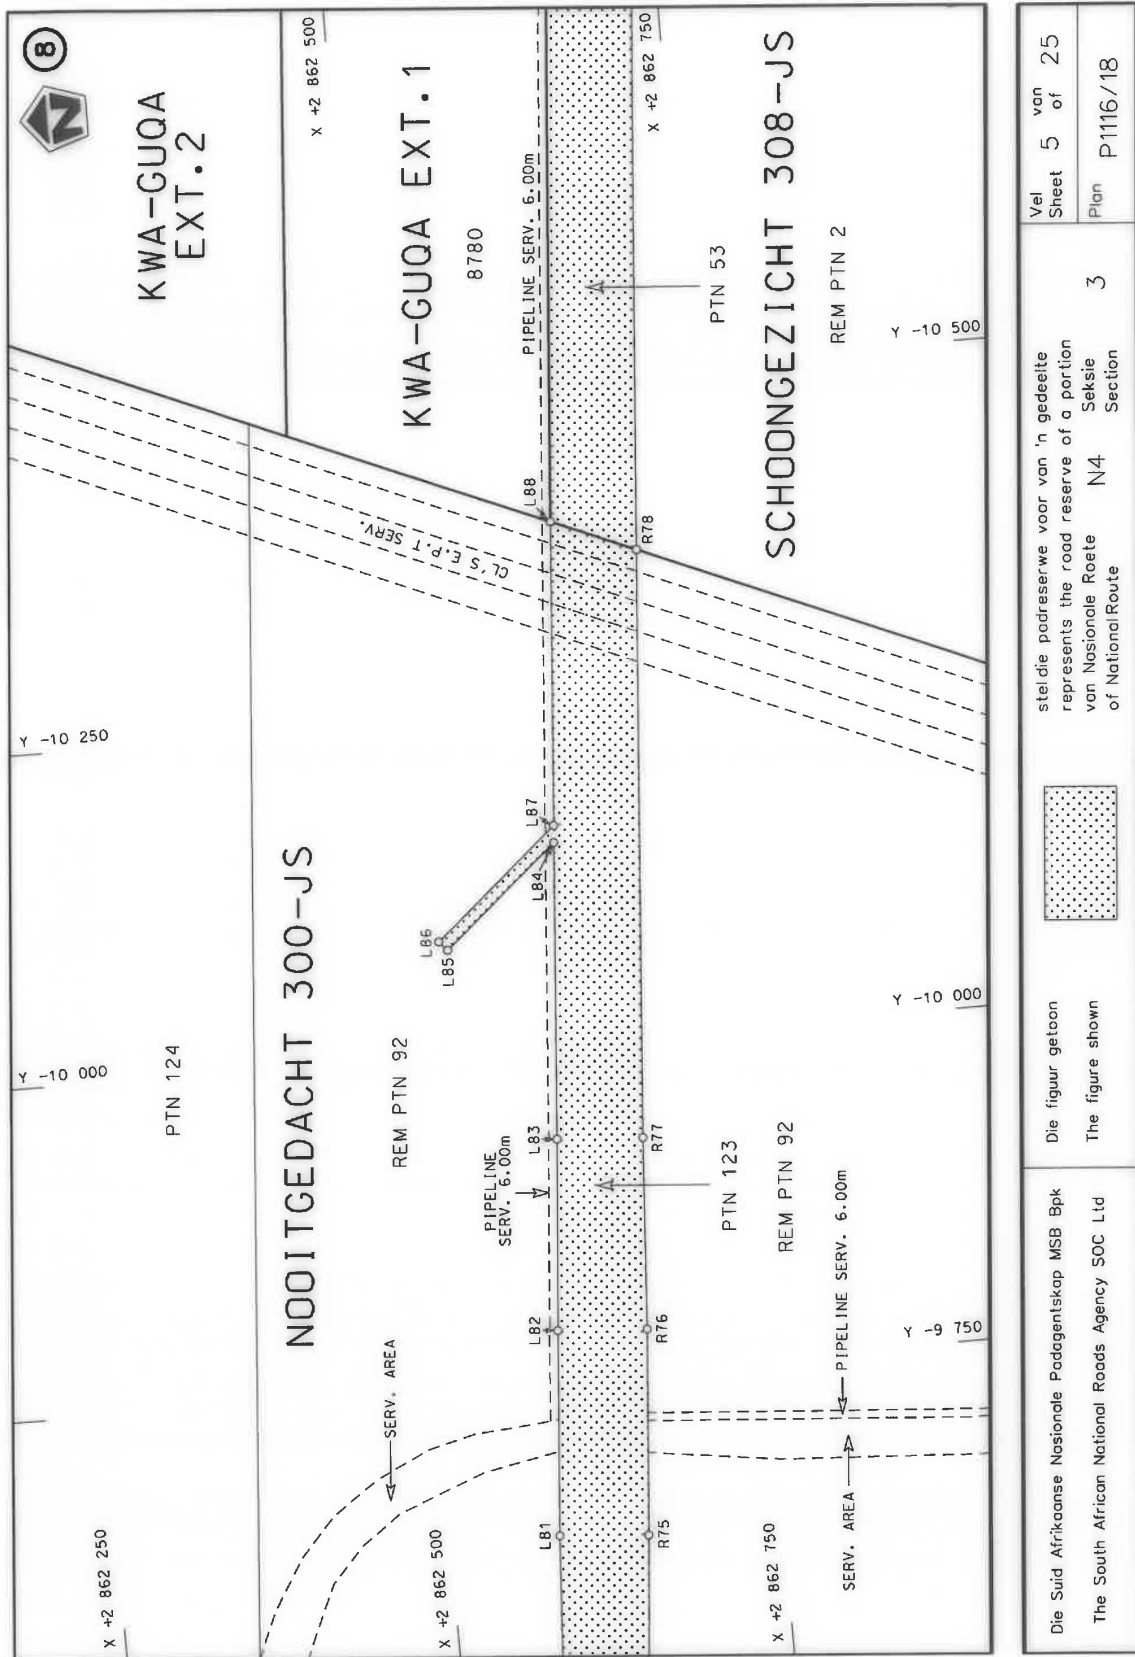 8
N
KWA-GUQA
EXT.2
X +2 862 500
KWA-GUQA EXT.1
8780
PIPELINE SERV. 6.00m
X +2 862 750
PTN 53
SCHOONGEZICHT 308-JS
REM PTN 2
Y -10 500
L88
R78
CL'S E.P.T SERV.
Y -10 250
L87
L84
L86
L85
NOOITGEDACHT 300-JS
Y -10 000
Y -10 000
PTN 124
REM PTN 92
L83
R77
PIPELINE
SERV. 6.00m
PTN 123
REM PTN 92
L82
R76
PIPELINE SERV. 6.00m
Y -9 750
SERV. AREA
SERV. AREA
L81
R75
X +2 862 250
X +2 862 500
X +2 862 750
Die Suid Afrikaanse Nasionale Padagentskap MSB Bpk
The South African National Roads Agency SOC Ltd
Die figuur getoon
The figure shown
stel die padreserwe voor van 'n gedeelte
represents the road reserve of a portion
van Nasionale Roete N4 Seksie 3
of National Route Section
Vel 5 van 25
Sheet of
Plan P1116/18